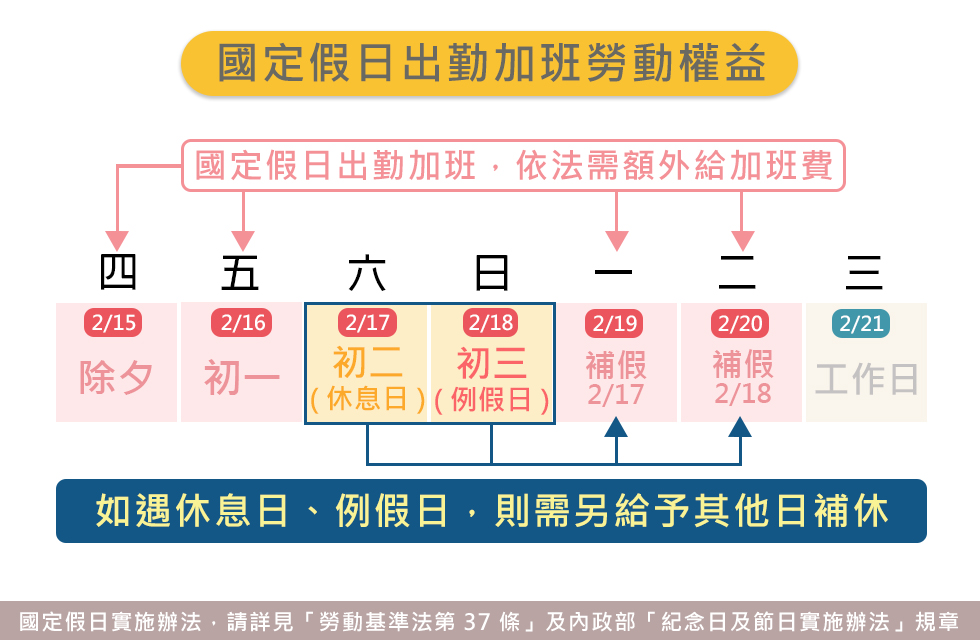 國定假日出勤加班勞動權益
國定假日出勤加班，依法需額外給加班費
四 五 六 日 一 二 三
2/15 2/16 2/17 2/18 2/19 2/20 2/21
除夕 初一 初二 初三 補假 補假 工作日
(休息日) (例假日) 2/17 2/18
如遇休息日、例假日，則需另給予其他日補休
國定假日實施辦法，請詳見「勞動基準法第 37 條」及內政部「紀念日及節日實施辦法」規章